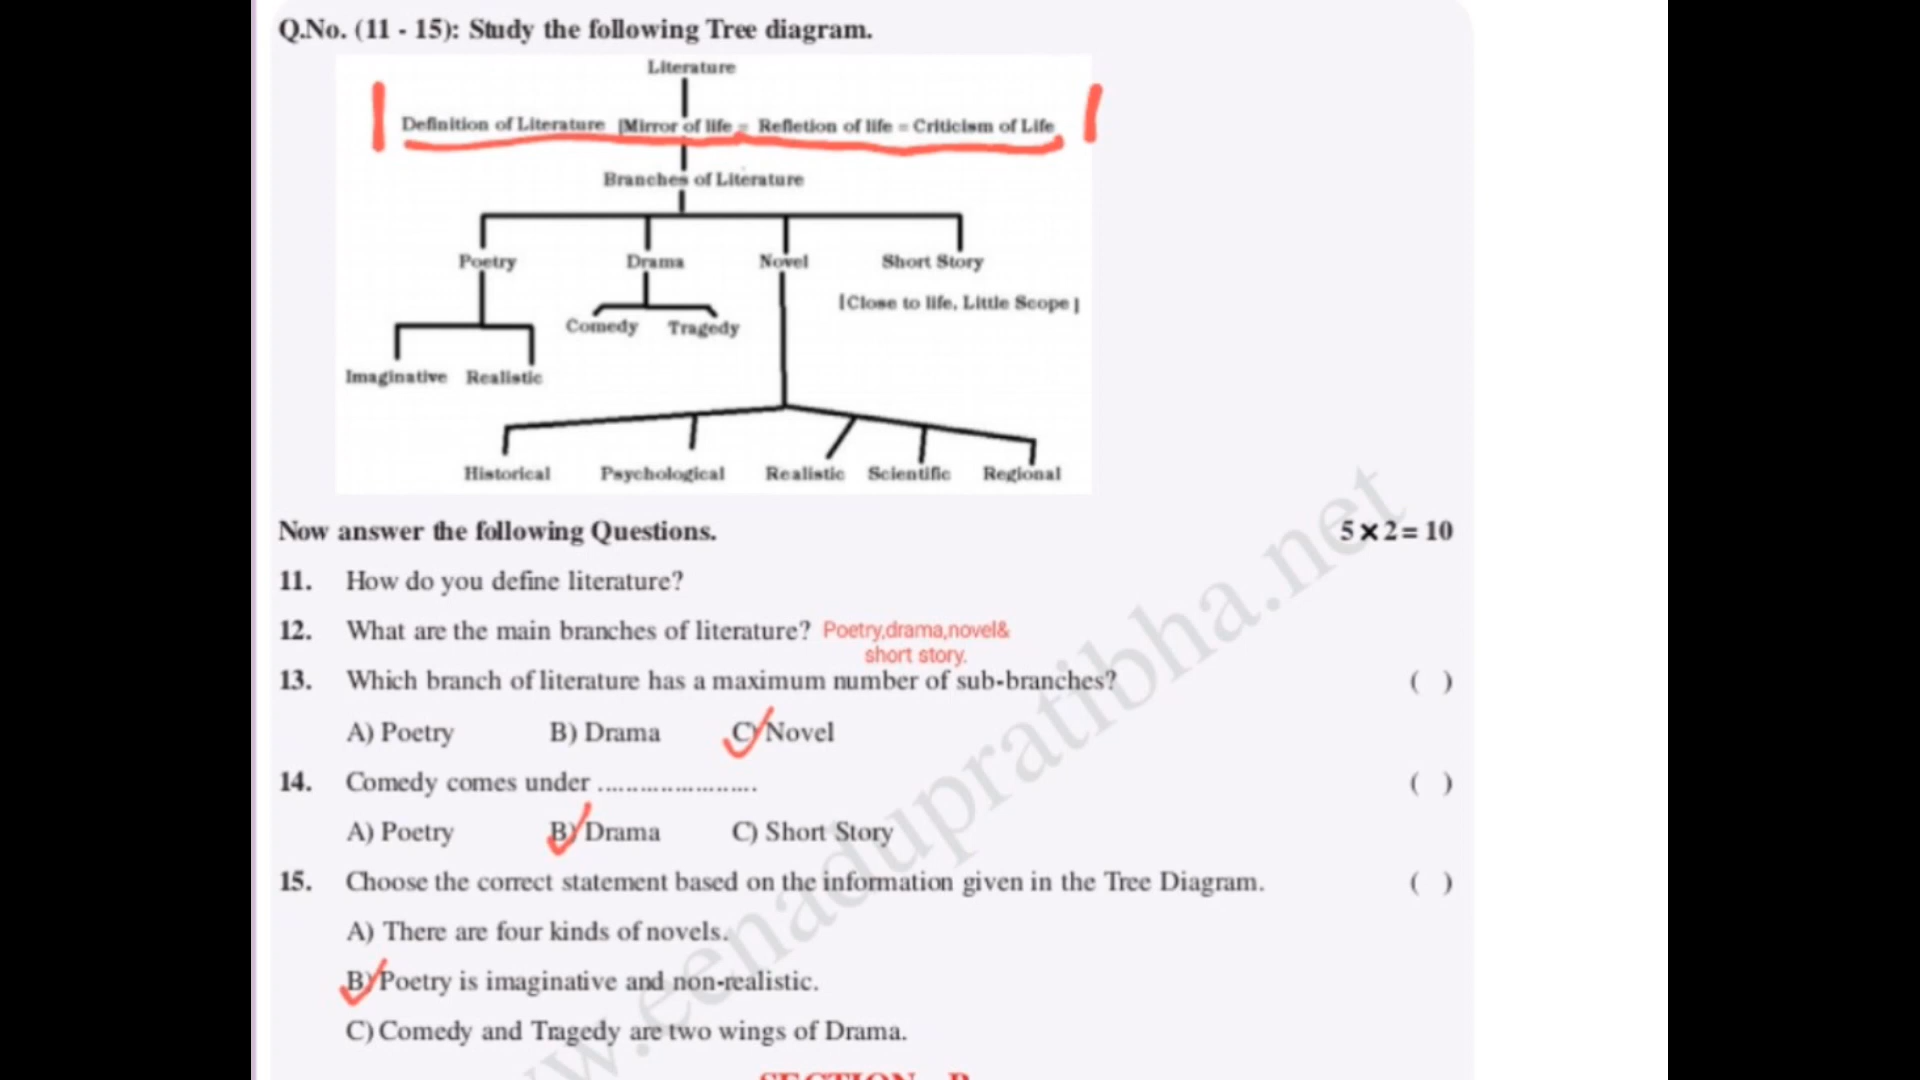 Q.No. (11 - 15): Study the following Tree diagram.
Literature
Definition of Literature [Mirror of life = Refletion of life = Criticism of Life
Branches of Literature
Poetry Drama Novel Short Story
[Close to life, Little Scope]
Comedy Tragedy
Imaginative Realistic
Historical Psychological Realistic Scientific Regional
Now answer the following Questions. 5 × 2 = 10
11. How do you define literature?
12. What are the main branches of literature? Poetry,drama,novel&
short story.
13. Which branch of literature has a maximum number of sub-branches? ( )
A) Poetry B) Drama C) Novel
14. Comedy comes under ...................... ( )
A) Poetry B) Drama C) Short Story
15. Choose the correct statement based on the information given in the Tree Diagram. ( )
A) There are four kinds of novels.
B) Poetry is imaginative and non-realistic.
C) Comedy and Tragedy are two wings of Drama.
w.eenadupratibha.net